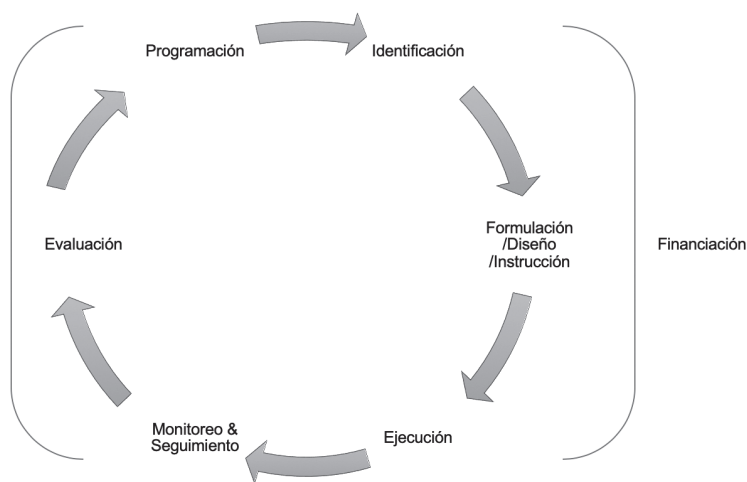 Programación
Identificación
Formulación
/Diseño
/Instrucción
Financiación
Evaluación
Monitoreo &
Seguimiento
Ejecución